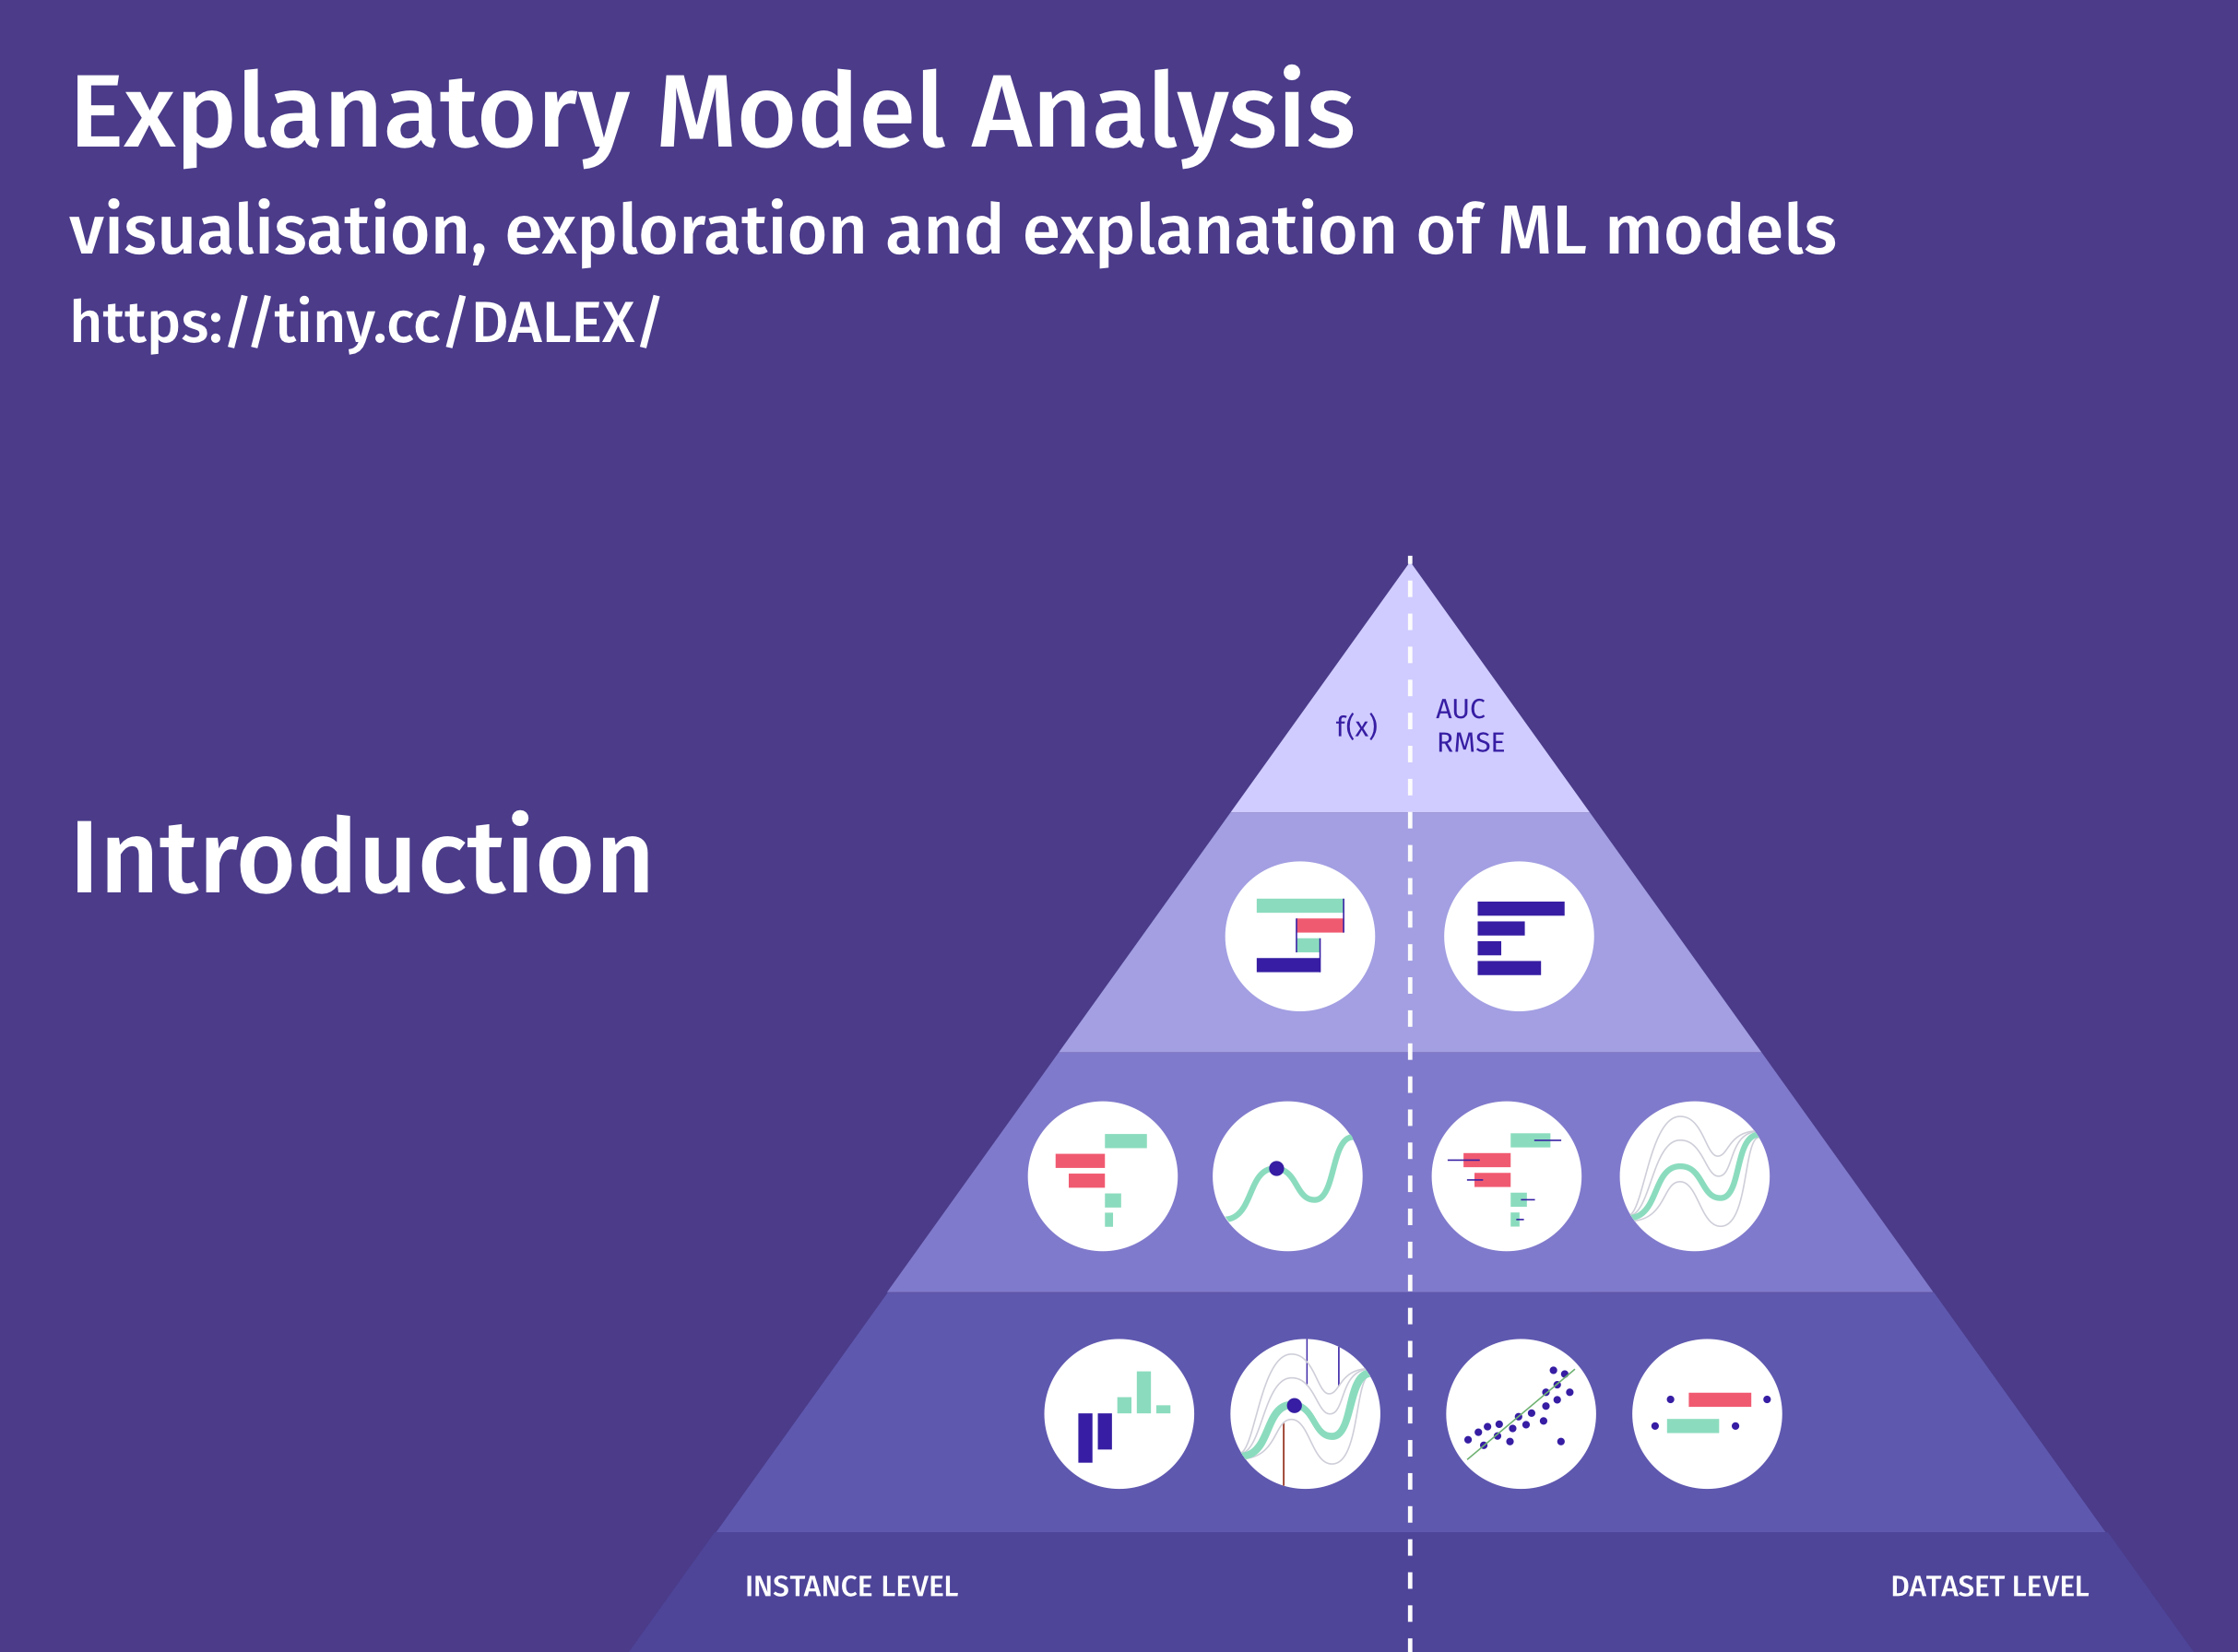 Explanatory Model Analysis
visualisation, exploration and explanation of ML models
https://tiny.cc/DALEX/
Introduction
f(x)
AUC
RMSE
INSTANCE LEVEL
DATASET LEVEL